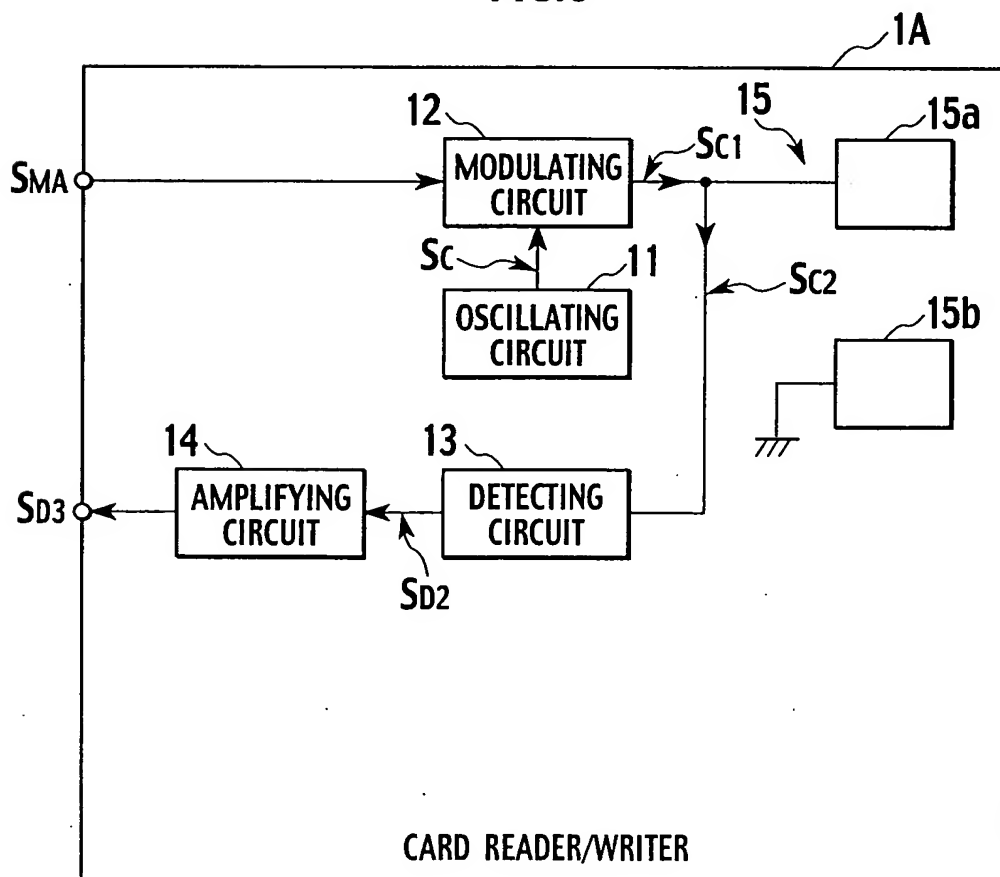 1A
12
15
15a
SMA
MODULATING
CIRCUIT
SC1
SC
11
SC2
OSCILLATING
CIRCUIT
15b
14
13
SD3
AMPLIFYING
CIRCUIT
DETECTING
CIRCUIT
SD2
CARD READER/WRITER